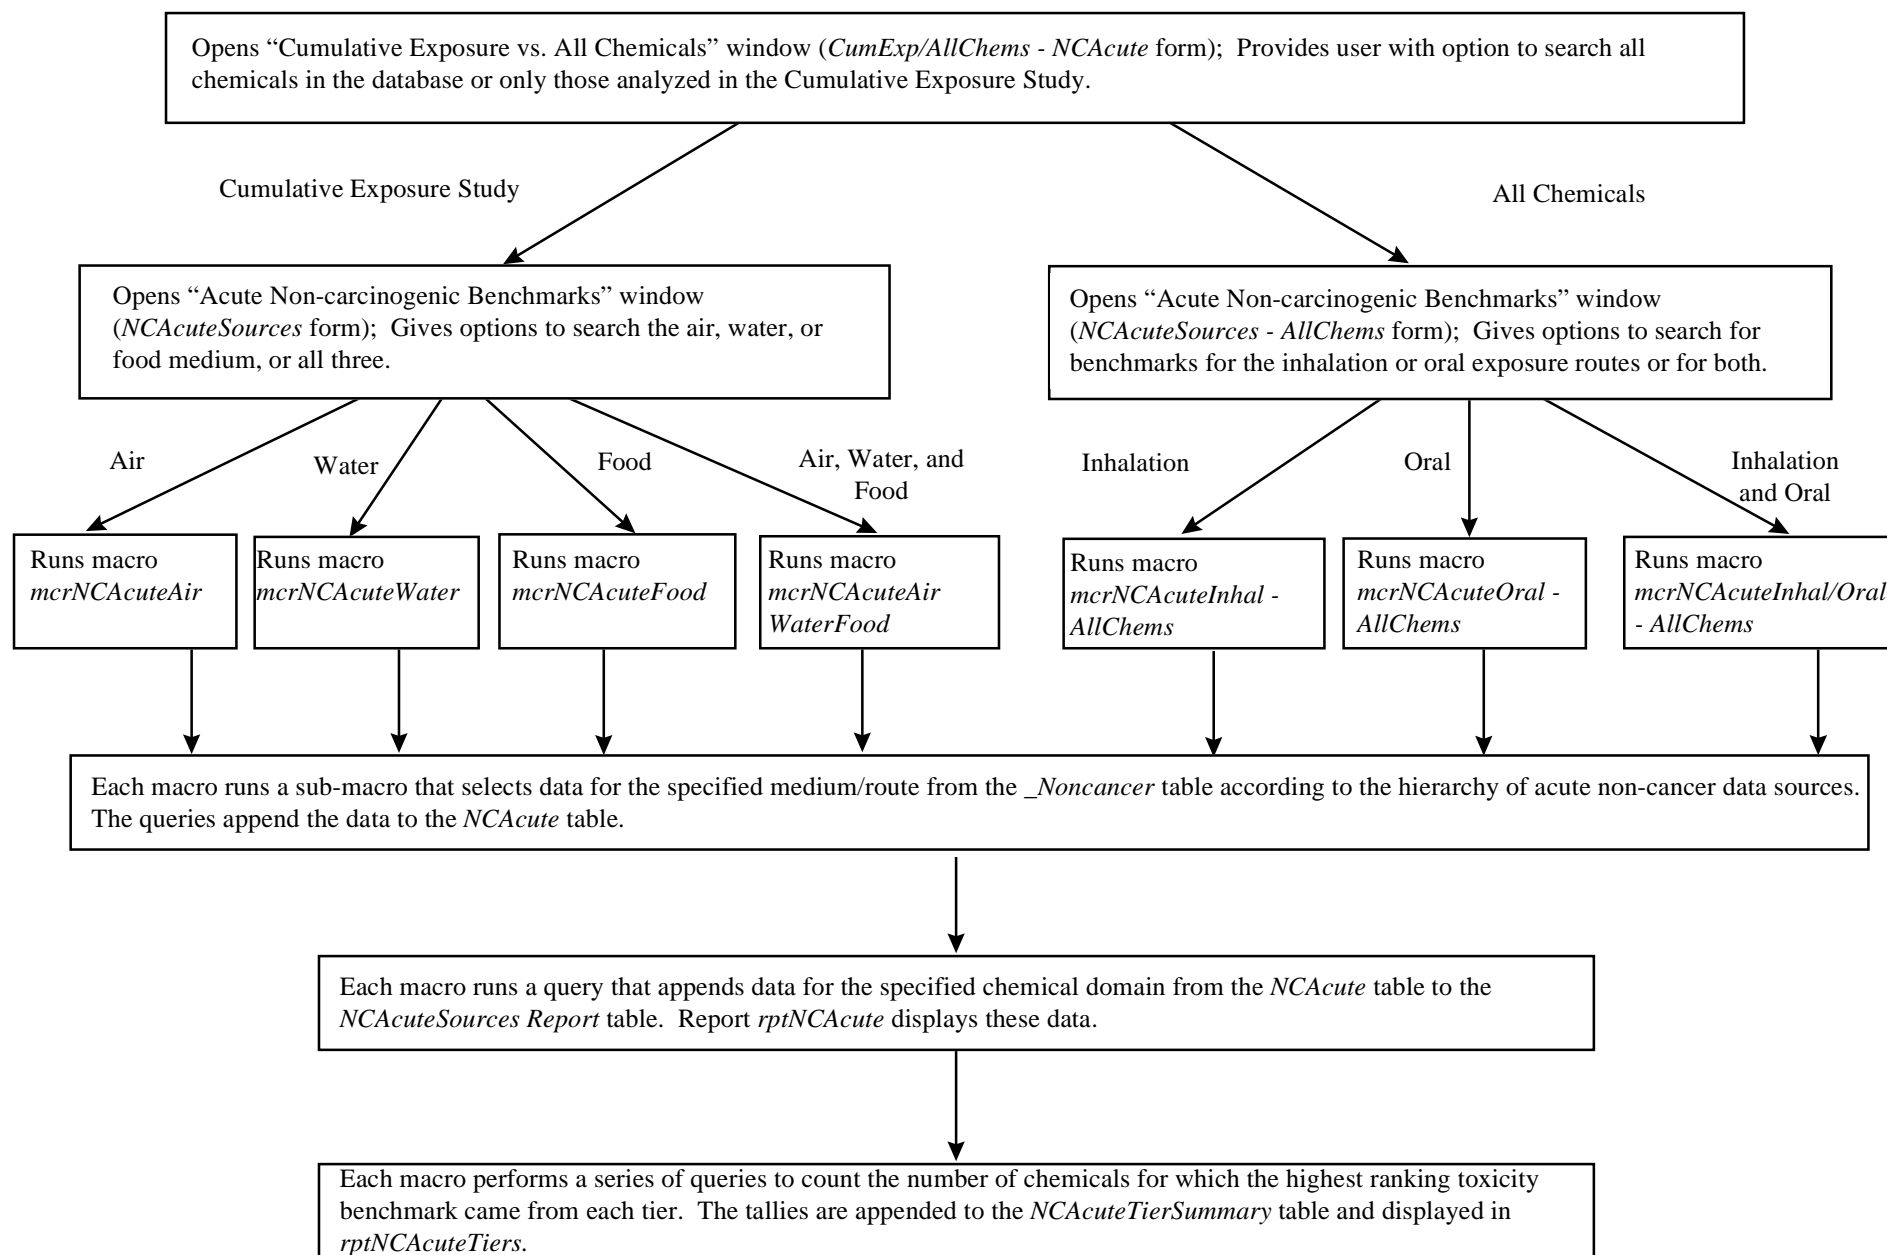 Opens “Cumulative Exposure vs. All Chemicals” window (CumExp/AllChems - NCAcute form);  Provides user with option to search all
chemicals in the database or only those analyzed in the Cumulative Exposure Study.
Cumulative Exposure Study
All Chemicals
Opens “Acute Non-carcinogenic Benchmarks” window
(NCAcuteSources form);  Gives options to search the air, water, or
food medium, or all three.
Opens “Acute Non-carcinogenic Benchmarks” window
(NCAcuteSources - AllChems form);  Gives options to search for
benchmarks for the inhalation or oral exposure routes or for both.
Air
Water
Food
Air, Water, and
Food
Inhalation
Oral
Inhalation
and Oral
Runs macro
mcrNCAcuteAir
Runs macro
mcrNCAcuteWater
Runs macro
mcrNCAcuteFood
Runs macro
mcrNCAcuteAir
WaterFood
Runs macro
mcrNCAcuteInhal -
AllChems
Runs macro
mcrNCAcuteOral -
AllChems
Runs macro
mcrNCAcuteInhal/Oral
- AllChems
Each macro runs a sub-macro that selects data for the specified medium/route from the _Noncancer table according to the hierarchy of acute non-cancer data sources.
The queries append the data to the NCAcute table.
Each macro runs a query that appends data for the specified chemical domain from the NCAcute table to the
NCAcuteSources Report table.  Report rptNCAcute displays these data.
Each macro performs a series of queries to count the number of chemicals for which the highest ranking toxicity
benchmark came from each tier.  The tallies are appended to the NCAcuteTierSummary table and displayed in
rptNCAcuteTiers.